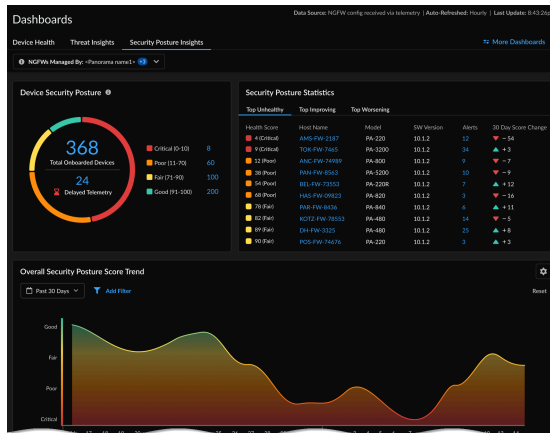 Data Source: NGFW config received via telemetry | Auto-Refreshed: Hourly | Last Update: 8:43:26p
Dashboards
Device Health Threat Insights Security Posture Insights
More Dashboards
NGFWs Managed By: <Panorama name1> +3
Device Security Posture
368
Total Onboarded Devices
24
Delayed Telemetry
Critical (0-10) 8
Poor (11-70) 60
Fair (71-90) 100
Good (91-100) 200
Security Posture Statistics
Top Unhealthy Top Improving Top Worsening
Health Score Host Name Model SW Version Alerts 30 Day Score Change
4 (Critical) AMS-FW-2187 PA-220 10.1.2 12 - 54
9 (Critical) TOK-FW-7465 PA-3200 10.1.2 34 + 3
12 (Poor) ANC-FW-74989 PA-800 10.1.2 9 - 7
38 (Poor) PAN-FW-8563 PA-5200 10.1.2 10 - 9
54 (Poor) BEL-FW-73553 PA-220R 10.1.2 7 + 12
68 (Poor) HAS-FW-09823 PA-820 10.1.2 3 - 16
78 (Fair) PAR-FW-8436 PA-840 10.1.2 6 + 11
82 (Fair) KOTZ-FW-78553 PA-480 10.1.2 14 - 5
89 (Fair) DH-FW-3325 PA-480 10.1.2 25 + 8
90 (Fair) POS-FW-74676 PA-220 10.1.2 3 + 3
Overall Security Posture Score Trend
Past 30 Days Add Filter Reset
Good
Fair
Poor
Critical